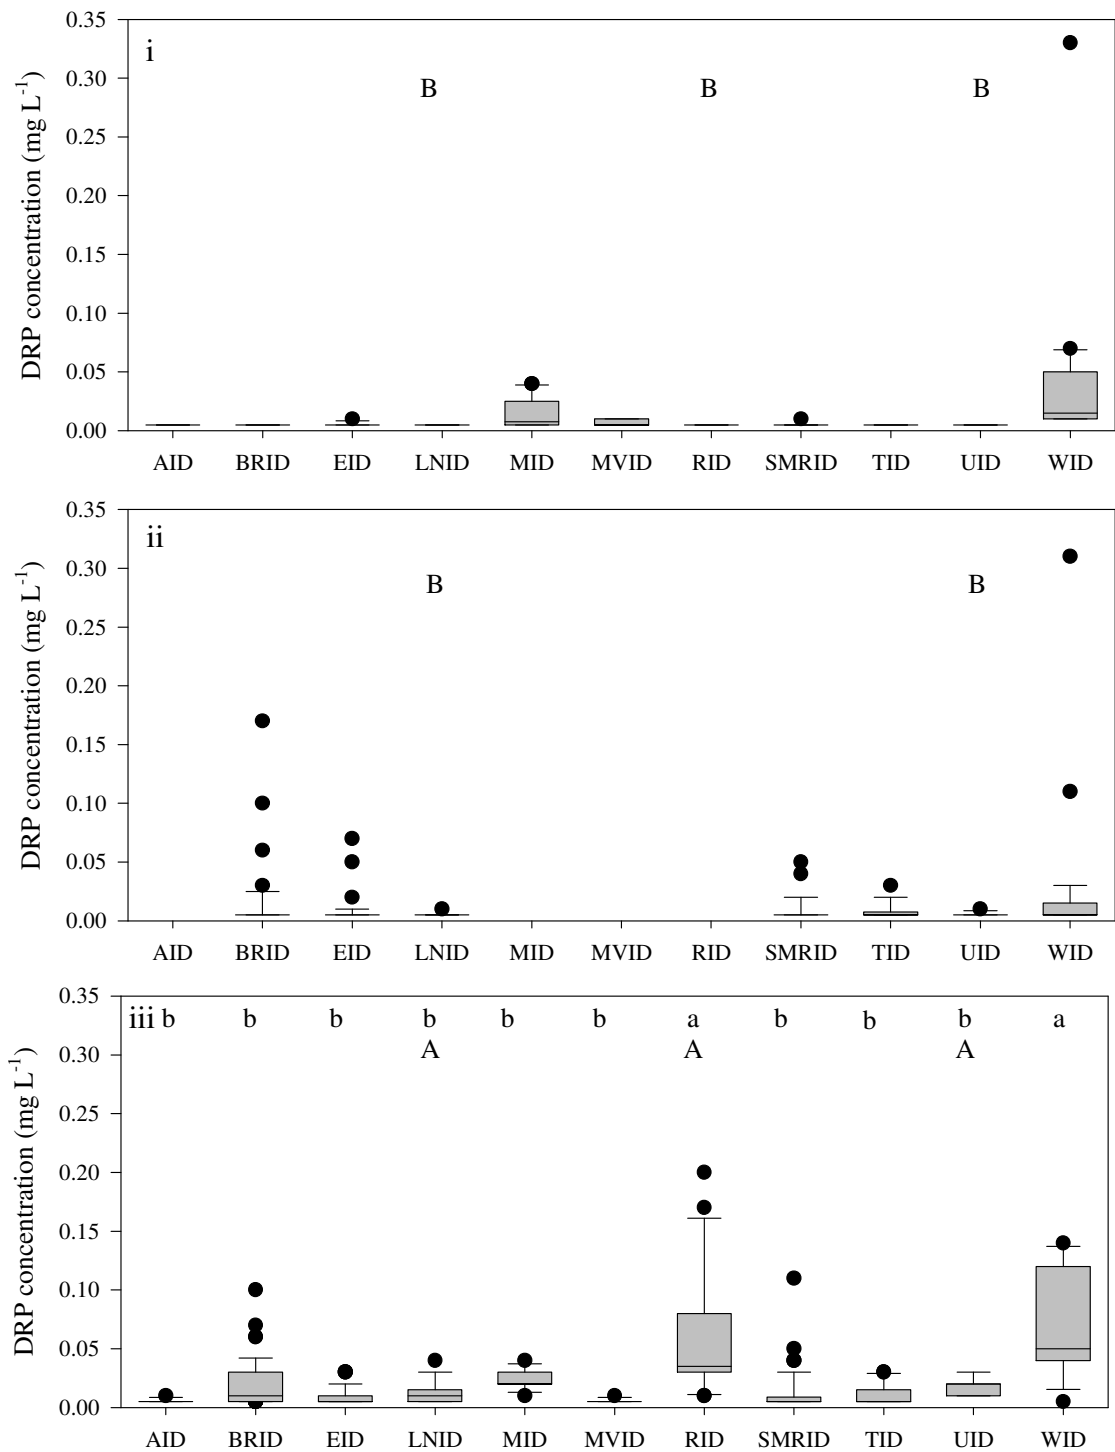 0.35
i
0.30
B B B
0.25
0.20
0.15
0.10
0.05
0.00
DRP concentration (mg L⁻¹)
AID BRID EID LNID MID MVID RID SMRID TID UID WID
0.35
ii
0.30
B B
0.25
0.20
0.15
0.10
0.05
0.00
DRP concentration (mg L⁻¹)
AID BRID EID LNID MID MVID RID SMRID TID UID WID
0.35
iii b b b b b b a b b b a
A A A
0.30
0.25
0.20
0.15
0.10
0.05
0.00
DRP concentration (mg L⁻¹)
AID BRID EID LNID MID MVID RID SMRID TID UID WID